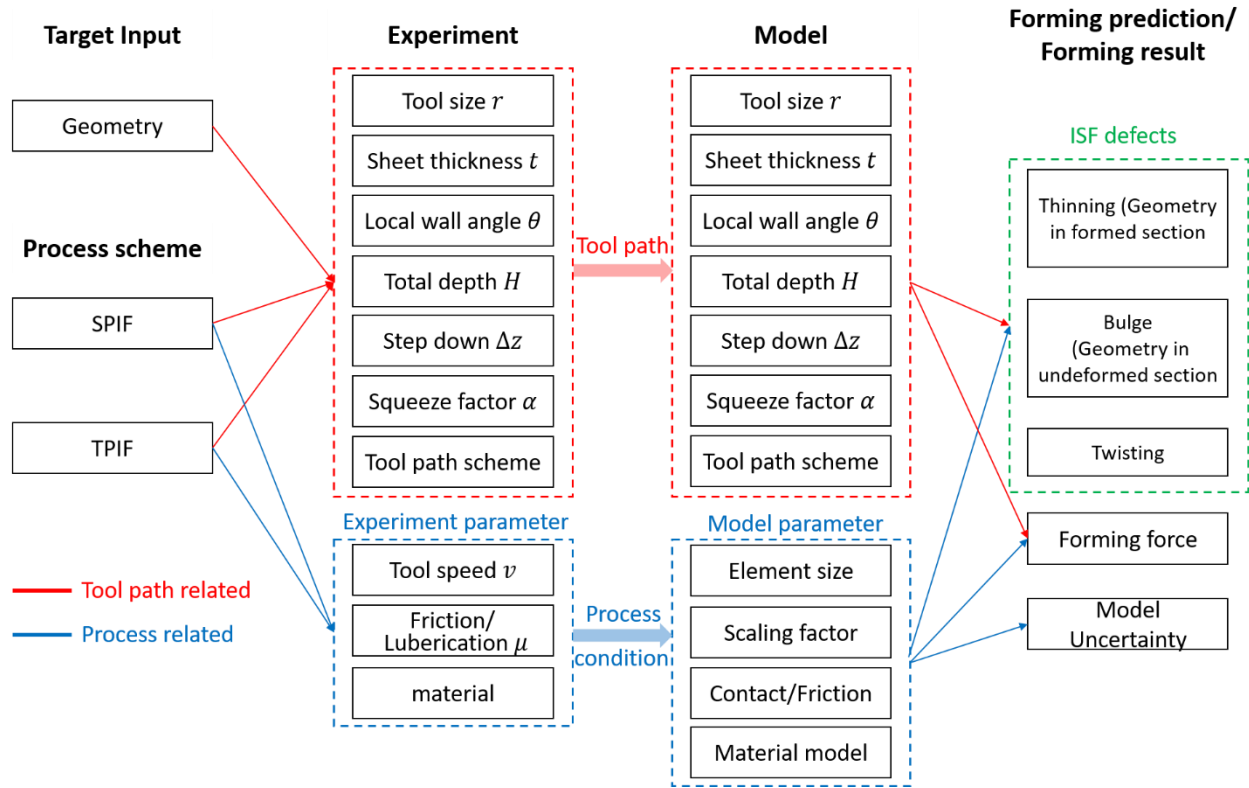 Target Input
Geometry
Process scheme
SPIF
TPIF
Tool path related
Process related
Experiment
Tool size r
Sheet thickness t
Local wall angle θ
Total depth H
Step down Δz
Squeeze factor α
Tool path scheme
Experiment parameter
Tool speed v
Friction/
Luberication μ
material
Tool path
Process
condition
Model
Tool size r
Sheet thickness t
Local wall angle θ
Total depth H
Step down Δz
Squeeze factor α
Tool path scheme
Model parameter
Element size
Scaling factor
Contact/Friction
Material model
Forming prediction/
Forming result
ISF defects
Thinning (Geometry
in formed section
Bulge
(Geometry in
undeformed section
Twisting
Forming force
Model
Uncertainty